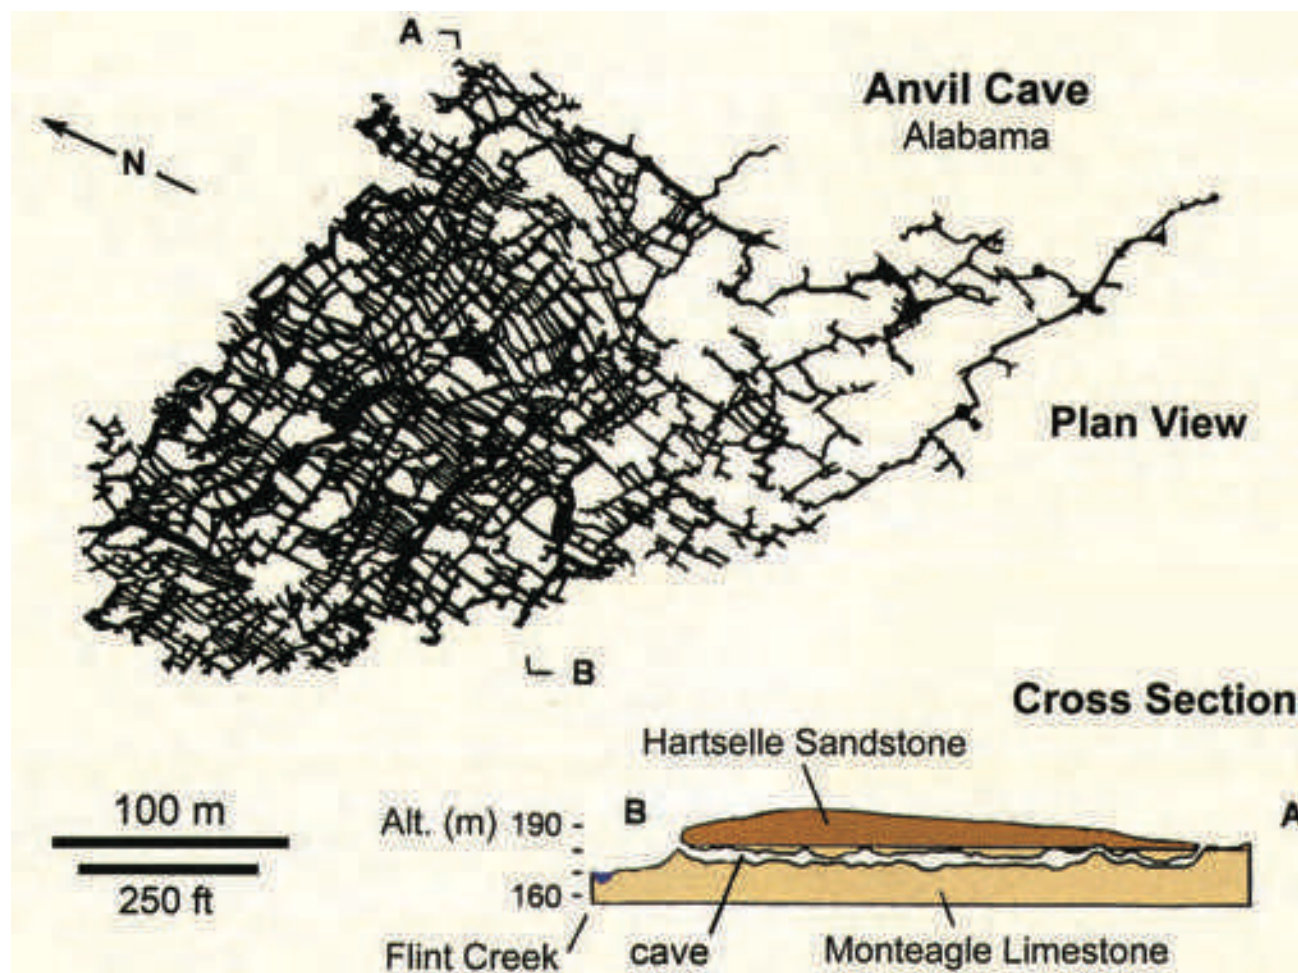 A
Anvil Cave
Alabama
N
Plan View
B
Cross Section
Hartselle Sandstone
100 m
250 ft
Alt. (m) 190
B
A
160
Flint Creek
cave
Monteagle Limestone